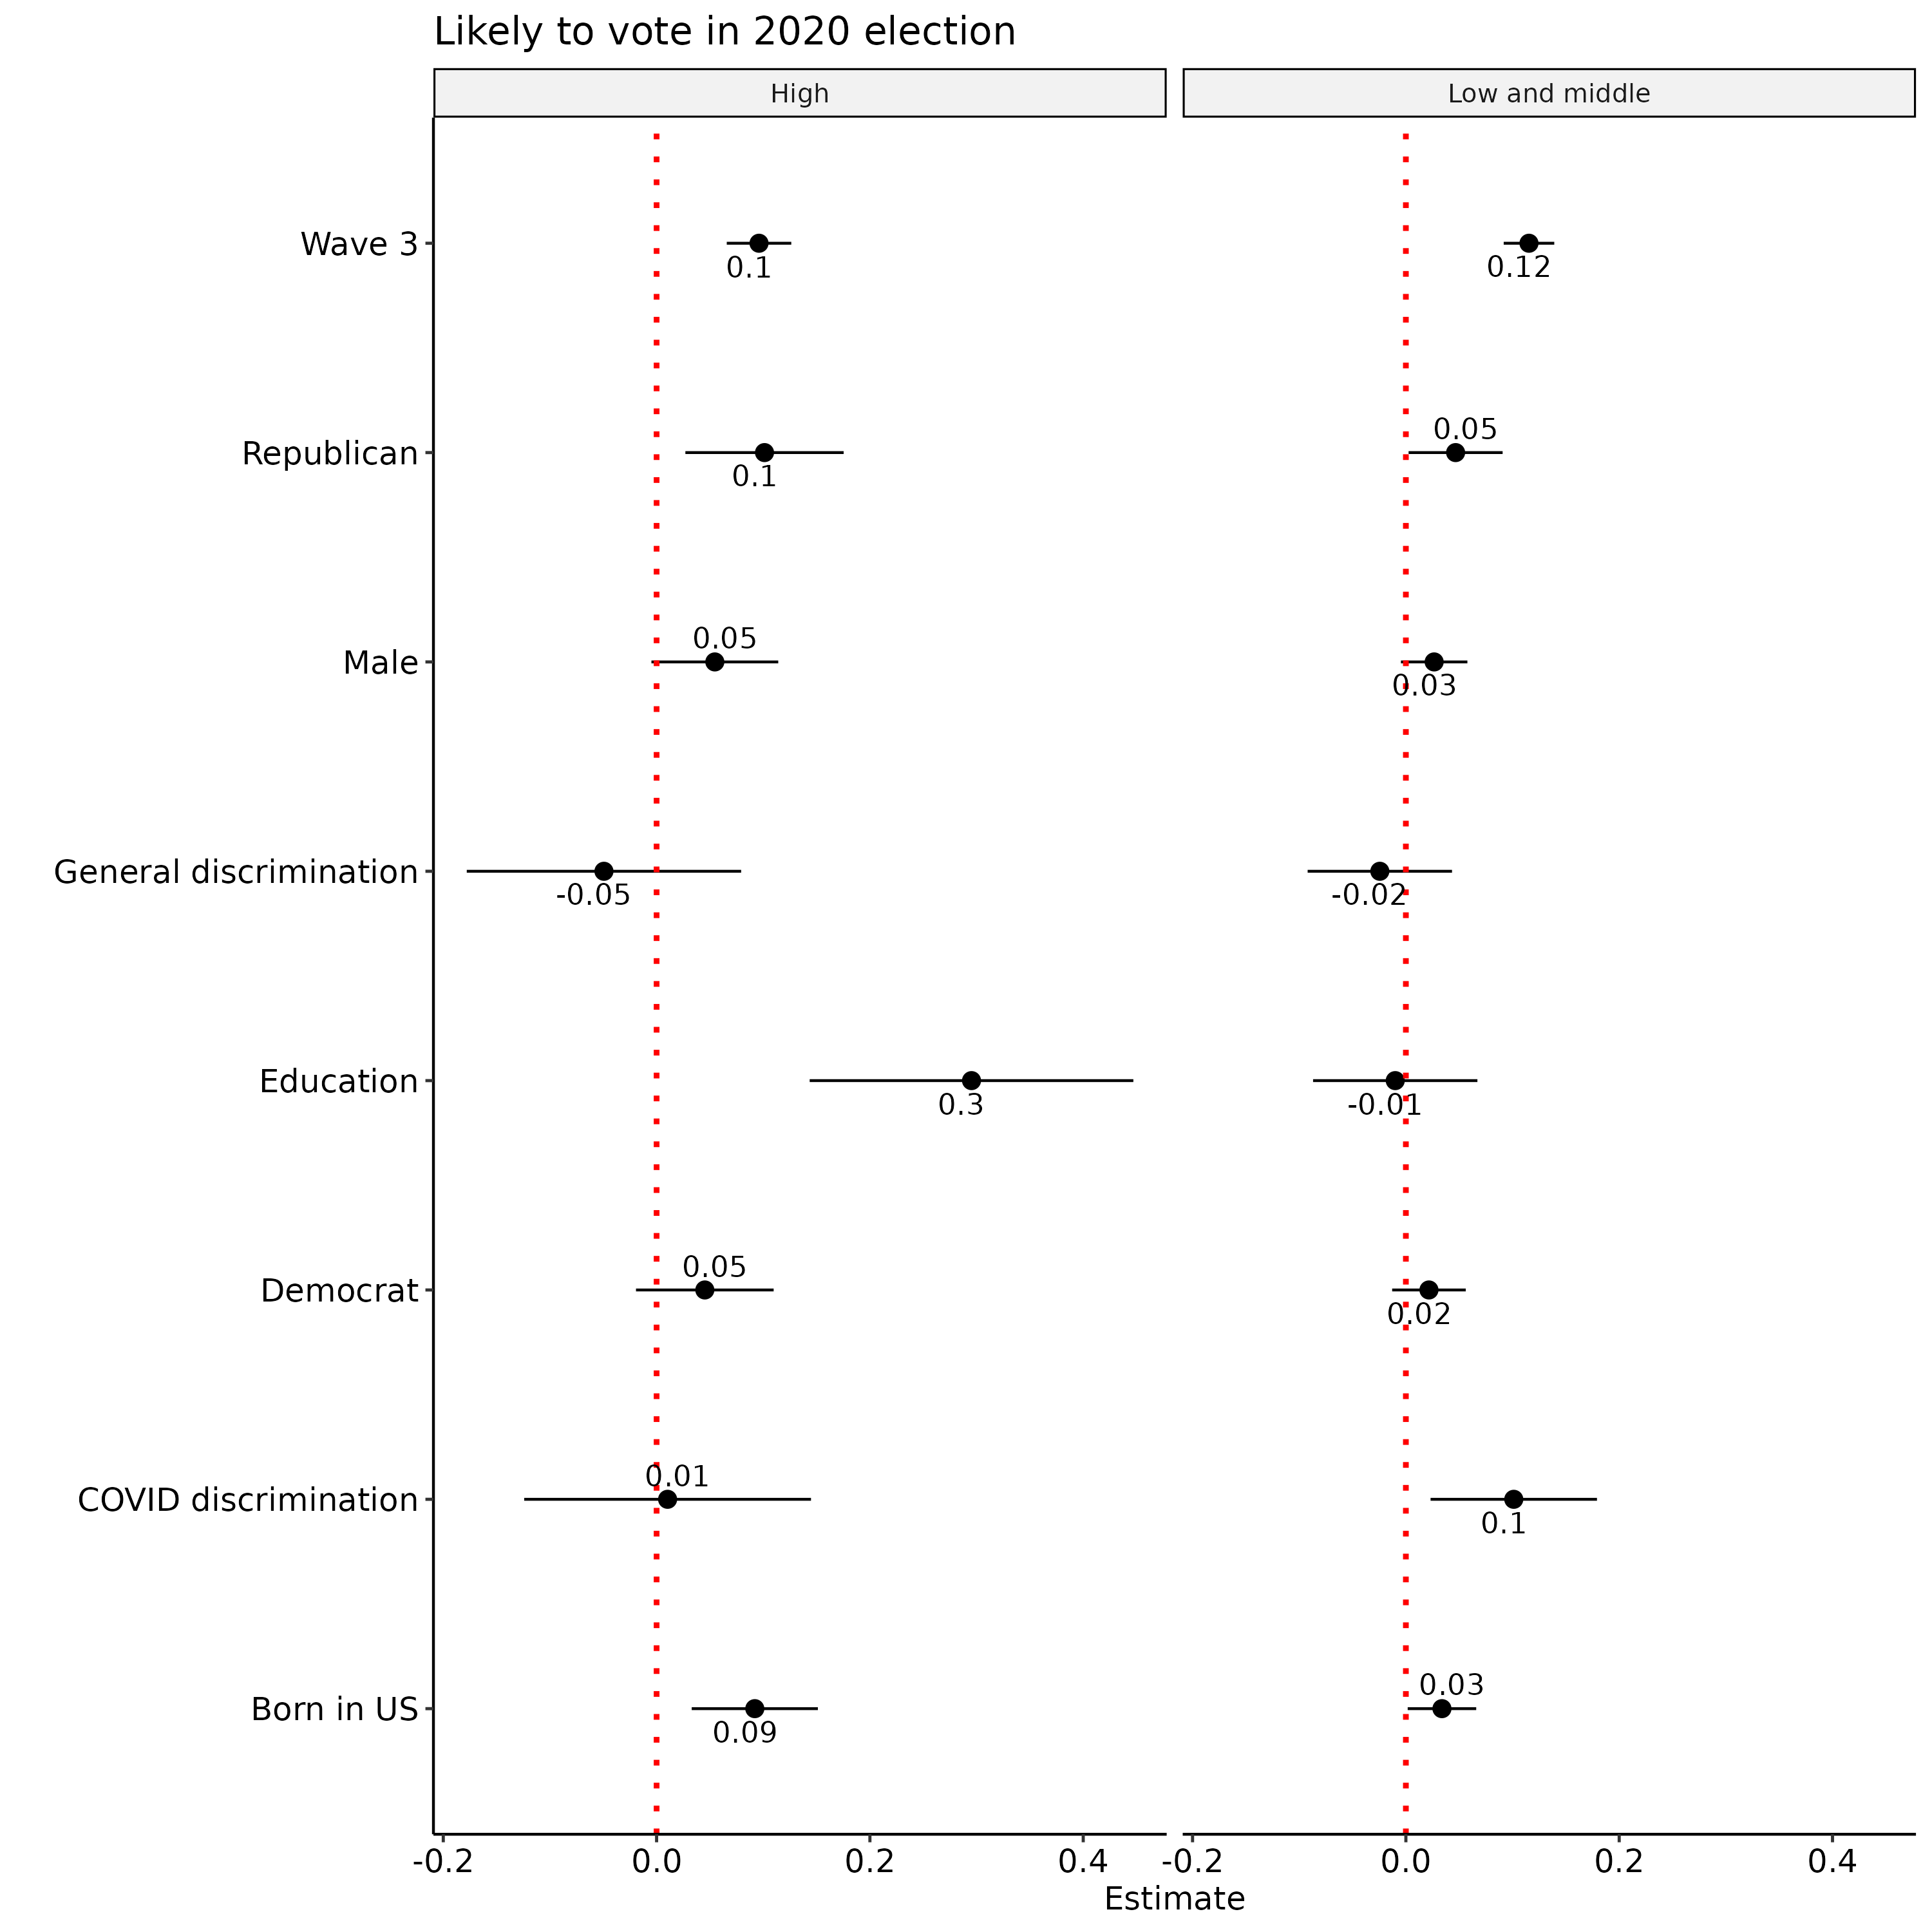 Likely to vote in 2020 election
High
Low and middle
Wave 3
0.1
0.12
Republican
0.1
0.05
Male
0.05
0.03
General discrimination
-0.05
-0.02
Education
0.3
-0.01
Democrat
0.05
0.02
COVID discrimination
0.01
0.1
Born in US
0.09
0.03
-0.2 0.0 0.2 0.4
-0.2 0.0 0.2 0.4
Estimate